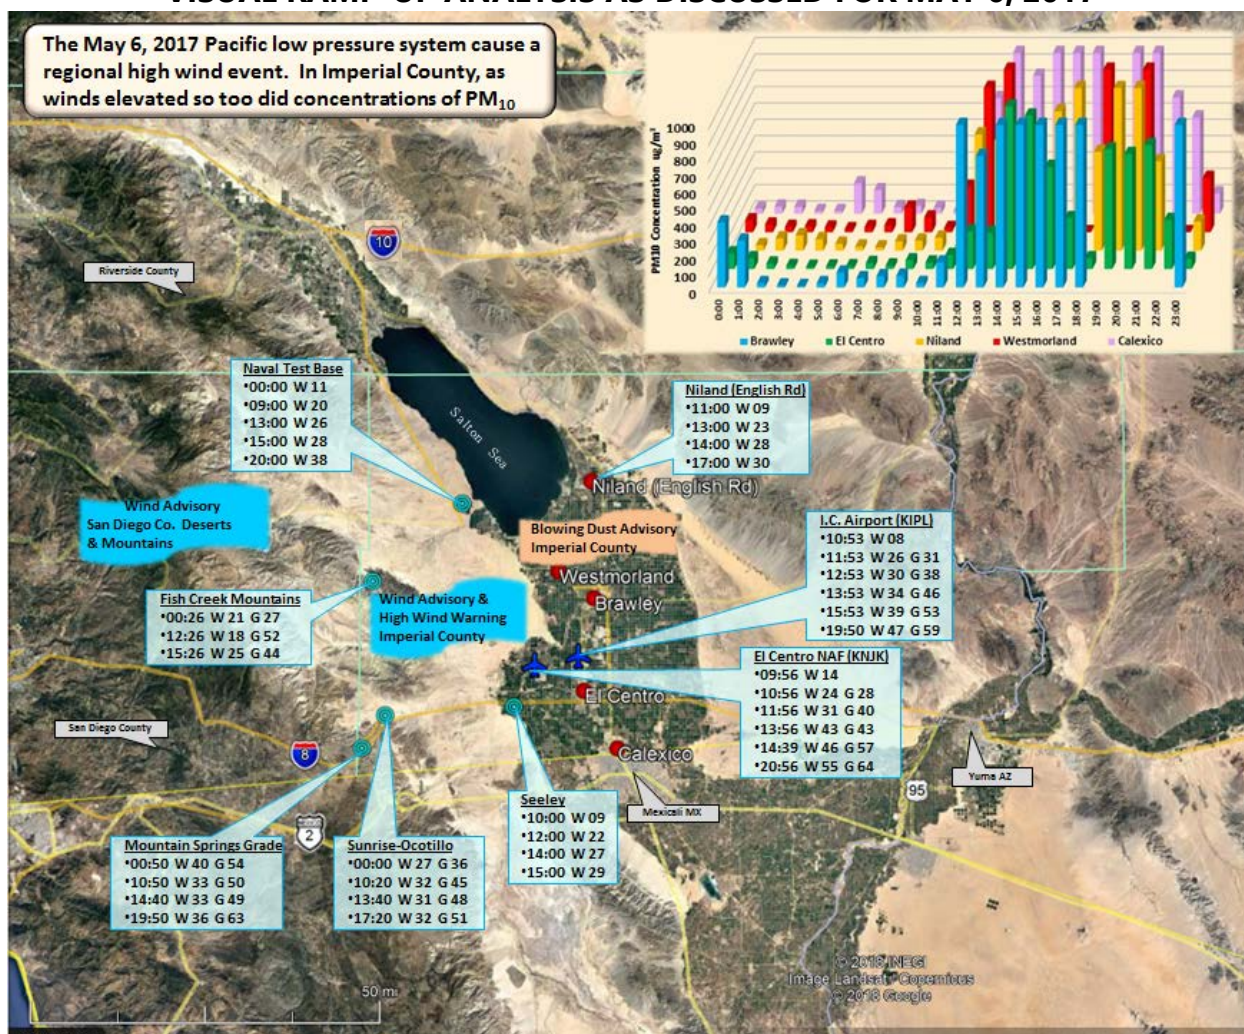 VISUAL RAMP-UP ANALYSIS AS DISCUSSED FOR MAY 6, 2017
The May 6, 2017 Pacific low pressure system cause a
regional high wind event. In Imperial County, as
winds elevated so too did concentrations of PM10
PM10 Concentration ug/m³
1000
900
800
700
600
500
400
300
200
100
0
0:00
1:00
2:00
3:00
4:00
5:00
6:00
7:00
8:00
9:00
10:00
11:00
12:00
13:00
14:00
15:00
16:00
17:00
18:00
19:00
20:00
21:00
22:00
23:00
Brawley
El Centro
Niland
Westmorland
Calexico
10
Riverside County
Salton Sea
Naval Test Base
•00:00 W 11
•09:00 W 20
•13:00 W 26
•15:00 W 28
•20:00 W 38
Niland (English Rd)
•11:00 W 09
•13:00 W 23
•14:00 W 28
•17:00 W 30
Niland (English Rd)
Wind Advisory
San Diego Co. Deserts
& Mountains
Blowing Dust Advisory
Imperial County
I.C. Airport (KIPL)
•10:53 W 08
•11:53 W 26 G 31
•12:53 W 30 G 38
•13:53 W 34 G 46
•15:53 W 39 G 53
•19:50 W 47 G 59
Westmorland
Brawley
Fish Creek Mountains
•00:26 W 21 G 27
•12:26 W 18 G 52
•15:26 W 25 G 44
Wind Advisory &
High Wind Warning
Imperial County
El Centro NAF (KNJK)
•09:56 W 14
•10:56 W 24 G 28
•11:56 W 31 G 40
•13:56 W 43 G 43
•14:39 W 46 G 57
•20:56 W 55 G 64
El Centro
San Diego County
8
Calexico
Yuma AZ
95
Mexicali MX
2
Seeley
•10:00 W 09
•12:00 W 22
•14:00 W 27
•15:00 W 29
Mountain Springs Grade
•00:50 W 40 G 54
•10:50 W 33 G 50
•14:40 W 33 G 49
•19:50 W 36 G 63
Sunrise-Ocotillo
•00:00 W 27 G 36
•10:20 W 32 G 45
•13:40 W 31 G 48
•17:20 W 32 G 51
50 mi
© 2018 INEGI
Image Landsat / Copernicus
© 2018 Google